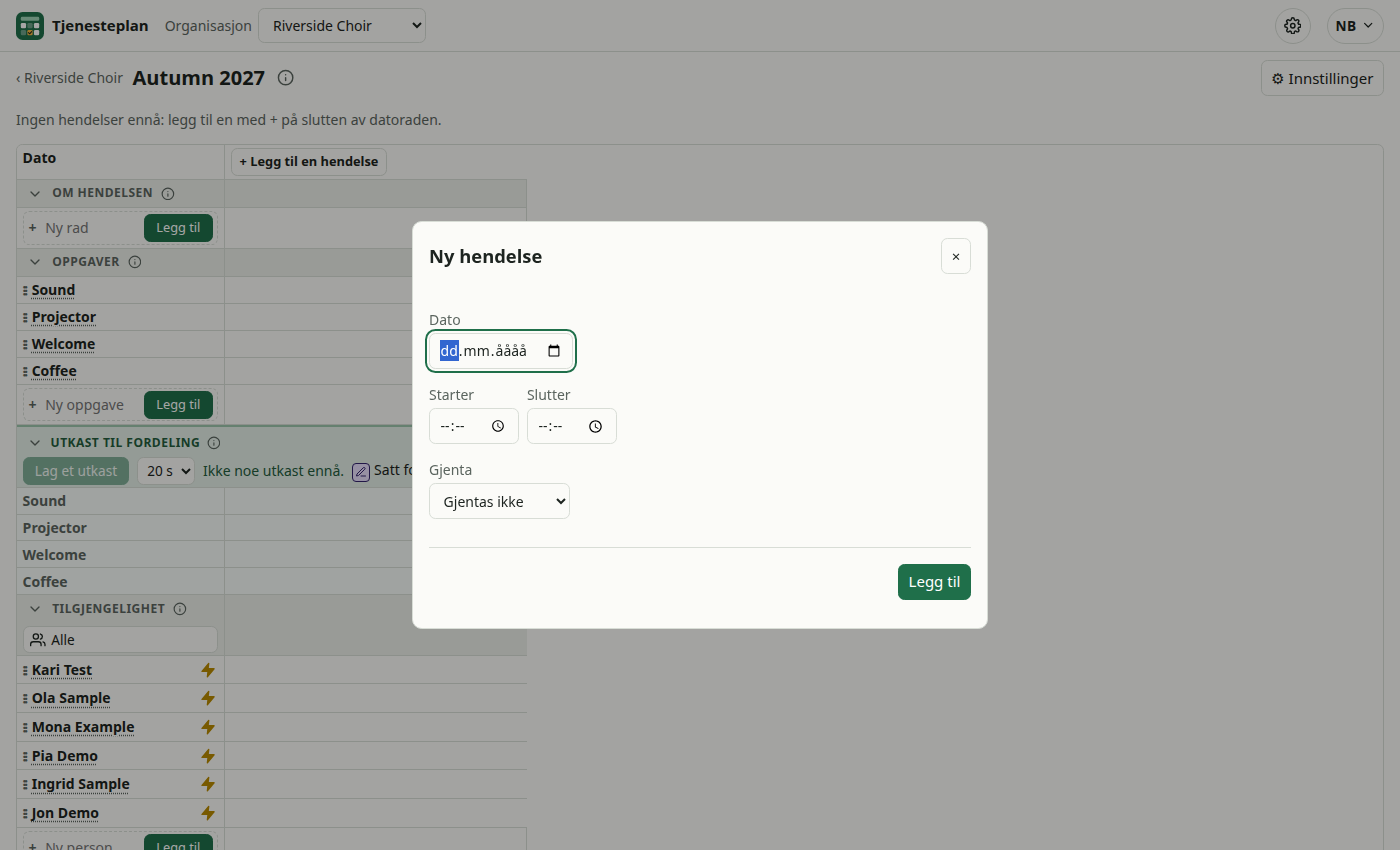 Tjenesteplan Organisasjon Riverside Choir NB
‹ Riverside Choir Autumn 2027 ⚙ Innstillinger
Ingen hendelser ennå: legg til en med + på slutten av datoraden.
Dato + Legg til en hendelse
OM HENDELSEN
+ Ny rad Legg til
OPPGAVER
Sound
Projector
Welcome
Coffee
+ Ny oppgave Legg til
UTKAST TIL FORDELING
Lag et utkast 20 s Ikke noe utkast ennå. Satt fo
Sound
Projector
Welcome
Coffee
TILGJENGELIGHET
Alle
Kari Test
Ola Sample
Mona Example
Pia Demo
Ingrid Sample
Jon Demo
+ Ny person Legg til
Ny hendelse ×
Dato
dd.mm.åååå
Starter Slutter
--:-- --:--
Gjenta
Gjentas ikke
Legg til